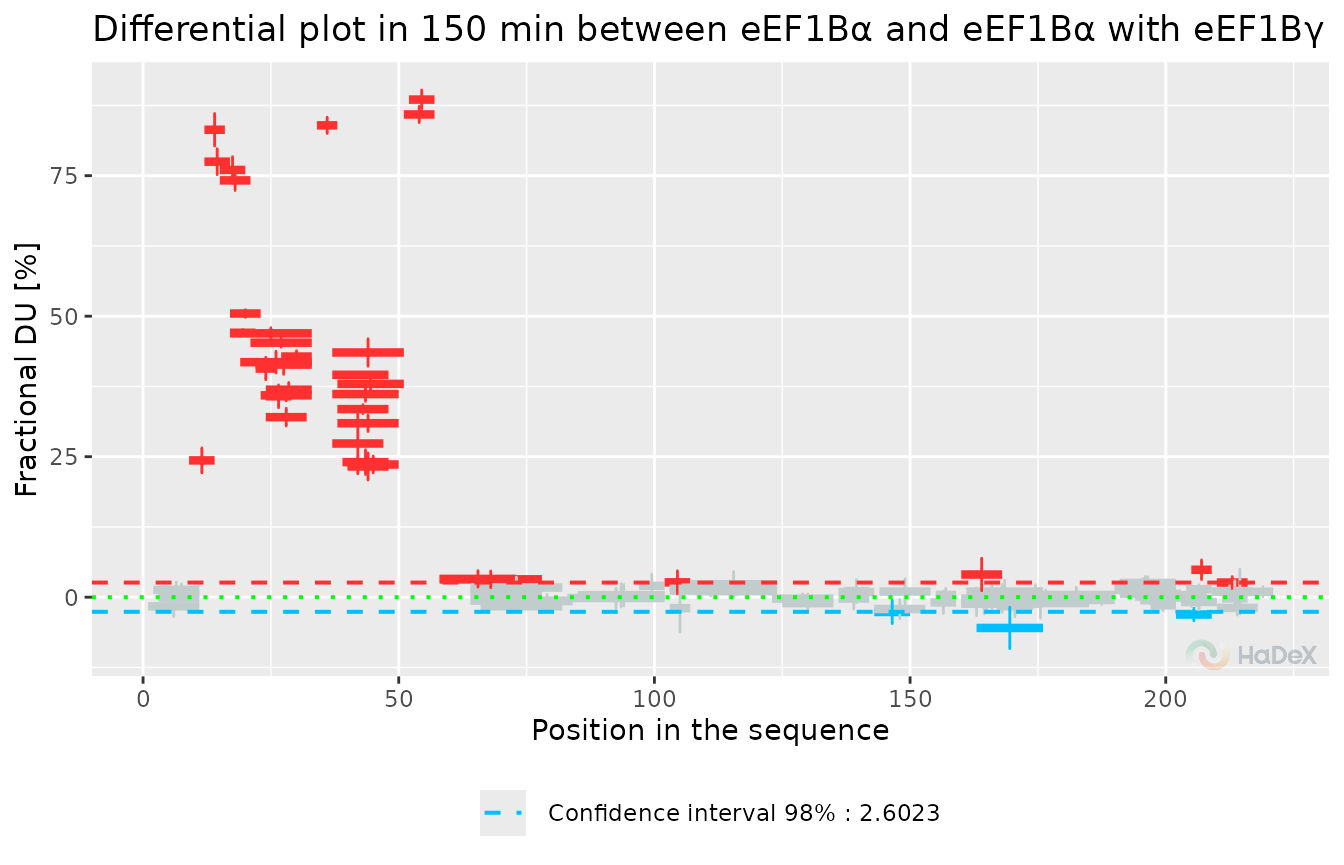 Differential plot in 150 min between eEF1Bα and eEF1Bα with eEF1Bγ
Fractional DU [%]
75
50
25
0
HaDeX
0 50 100 150 200
Position in the sequence
Confidence interval 98% : 2.6023